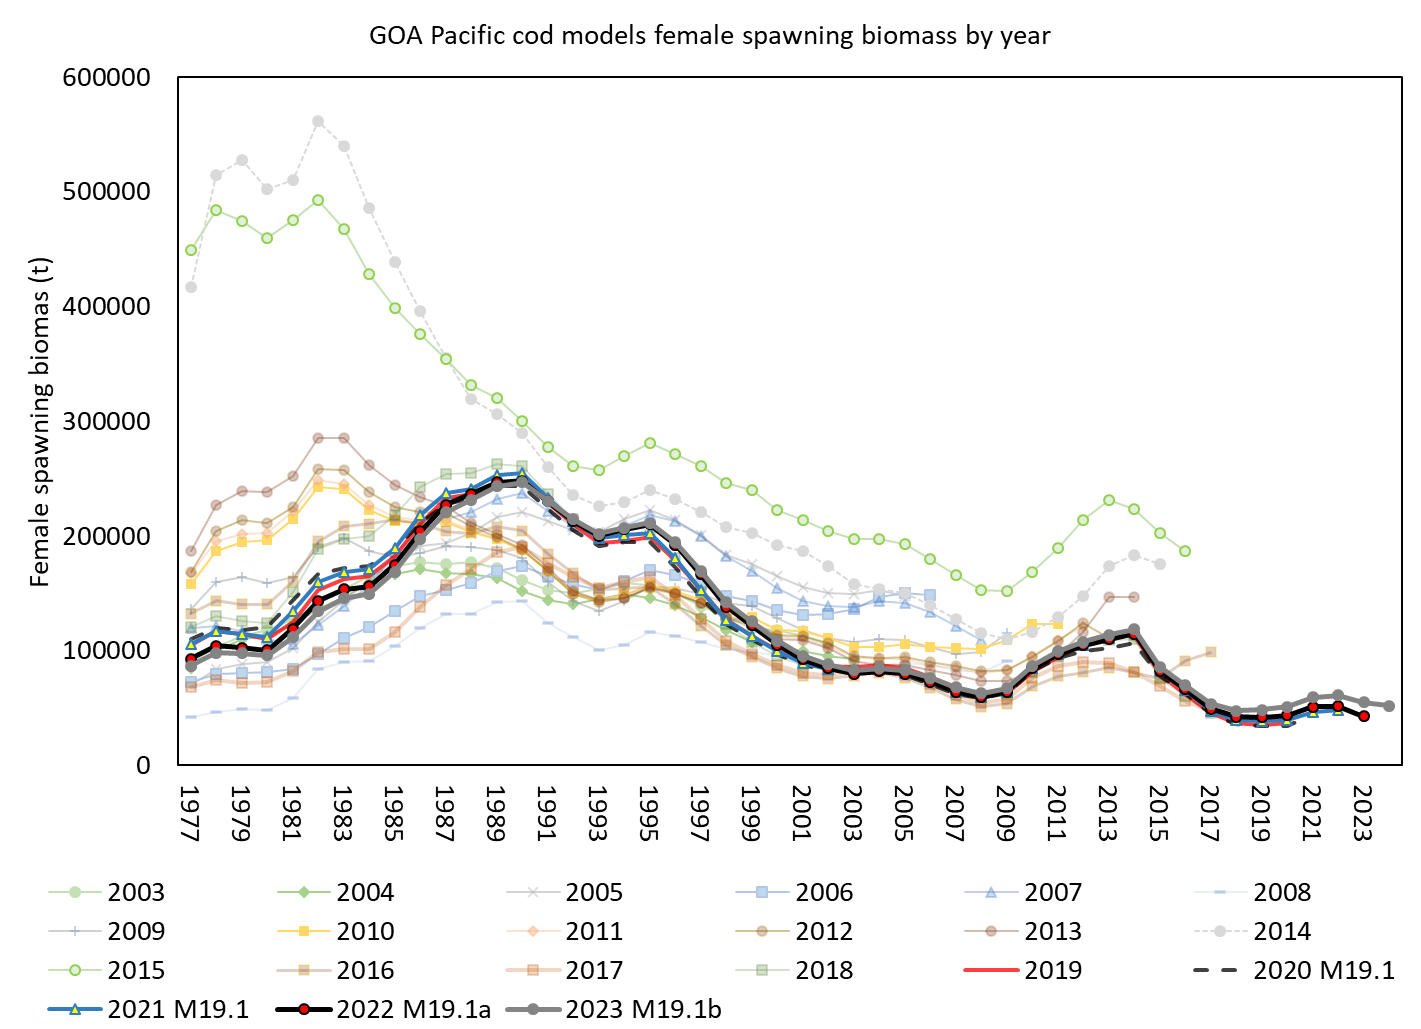 GOA Pacific cod models female spawning biomass by year
Female spawning biomas (t)
600000
500000
400000
300000
200000
100000
0
1977 1979 1981 1983 1985 1987 1989 1991 1993 1995 1997 1999 2001 2003 2005 2007 2009 2011 2013 2015 2017 2019 2021 2023
2003 2004 2005 2006 2007 2008
2009 2010 2011 2012 2013 2014
2015 2016 2017 2018 2019 2020 M19.1
2021 M19.1 2022 M19.1a 2023 M19.1b